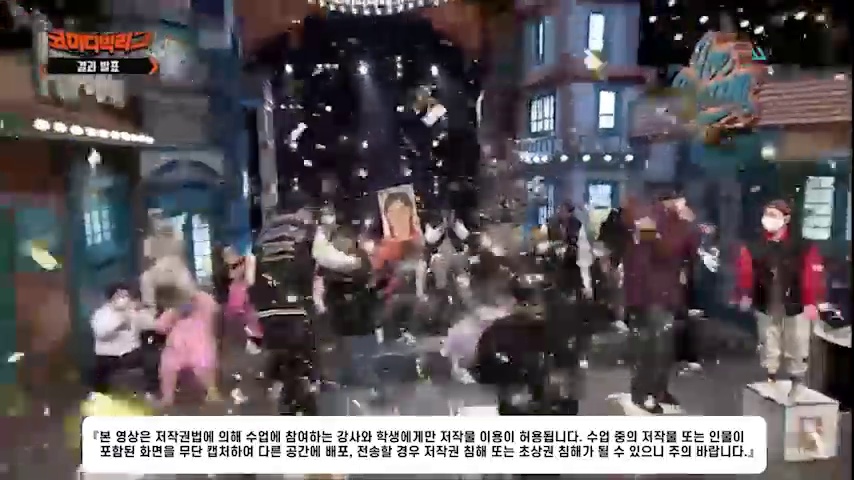 코미디빅리그
결과 발표
『본 영상은 저작권법에 의해 수업에 참여하는 강사와 학생에게만 저작물 이용이 허용됩니다. 수업 중의 저작물 또는 인물이
포함된 화면을 무단 캡처하여 다른 공간에 배포, 전송할 경우 저작권 침해 또는 초상권 침해가 될 수 있으니 주의 바랍니다.』